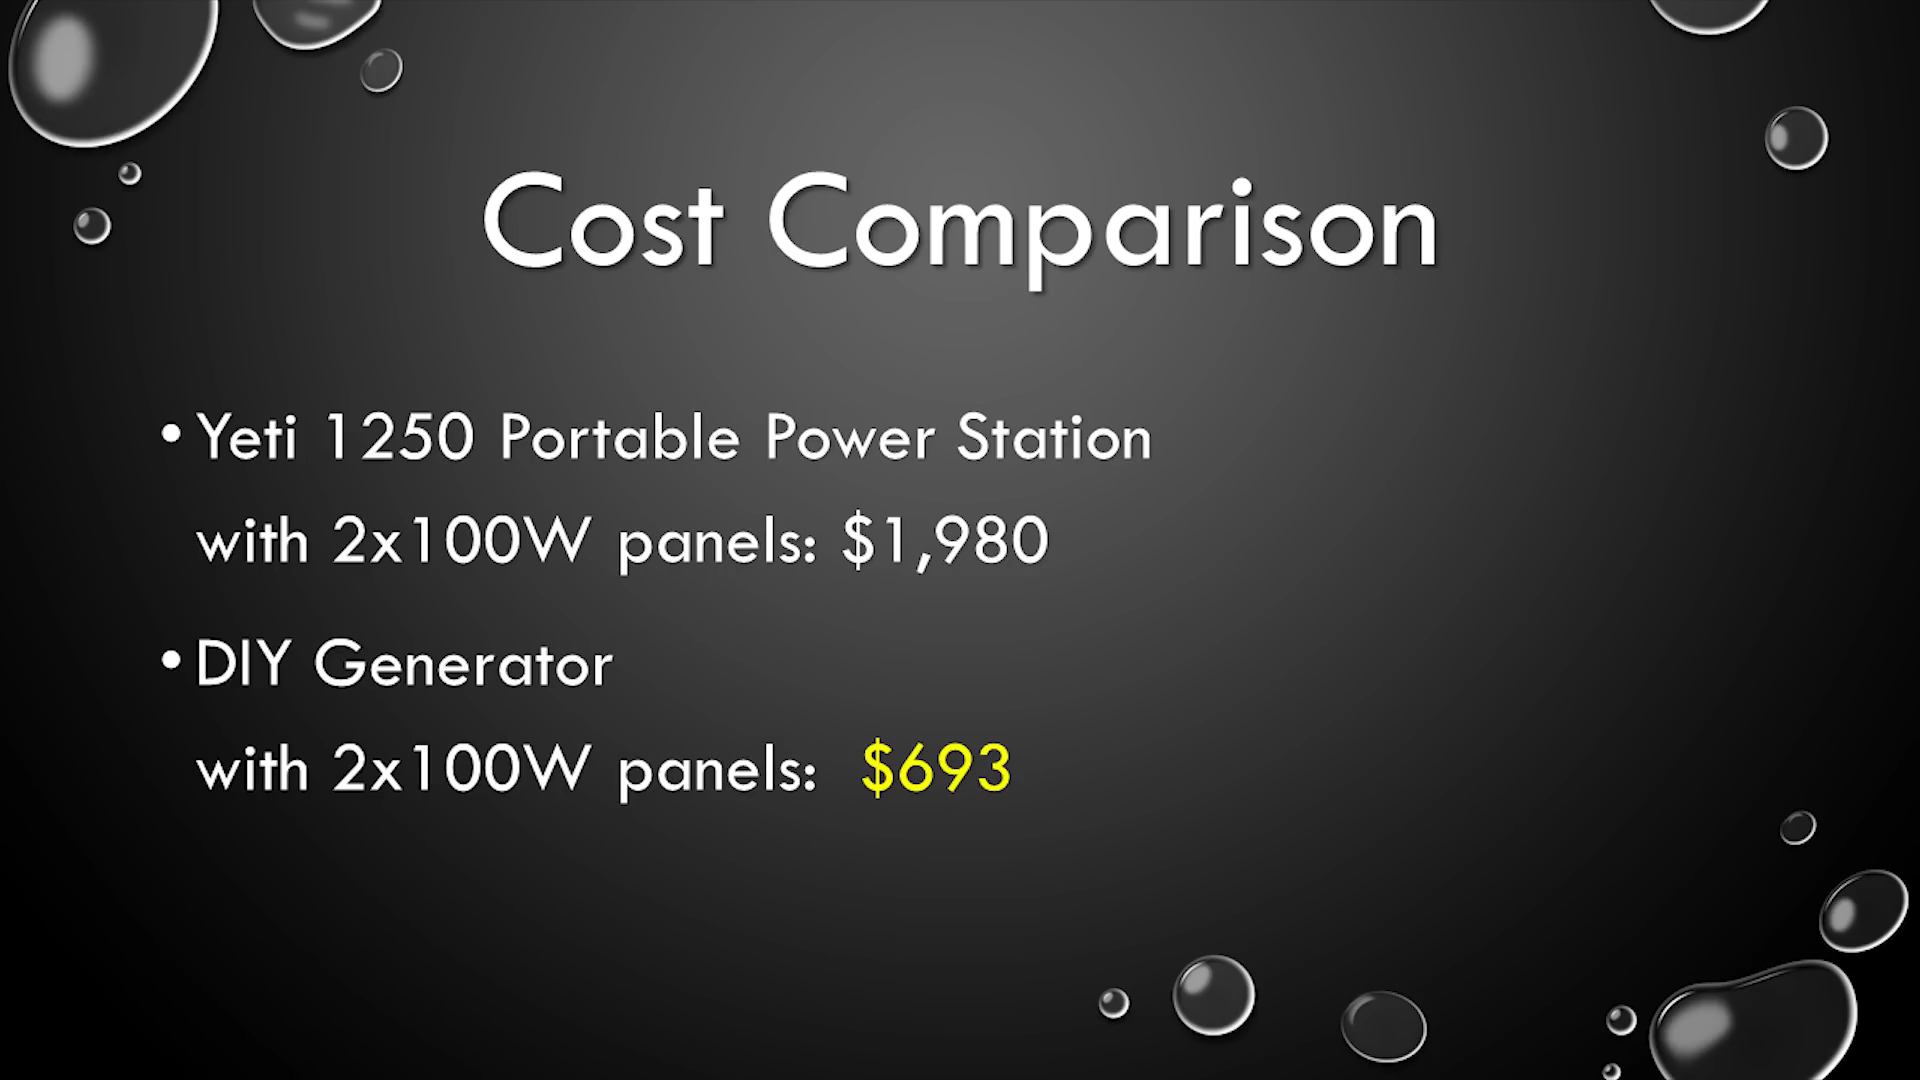 Cost Comparison
• Yeti 1250 Portable Power Station
with 2x100W panels: $1,980
• DIY Generator
with 2x100W panels: $693